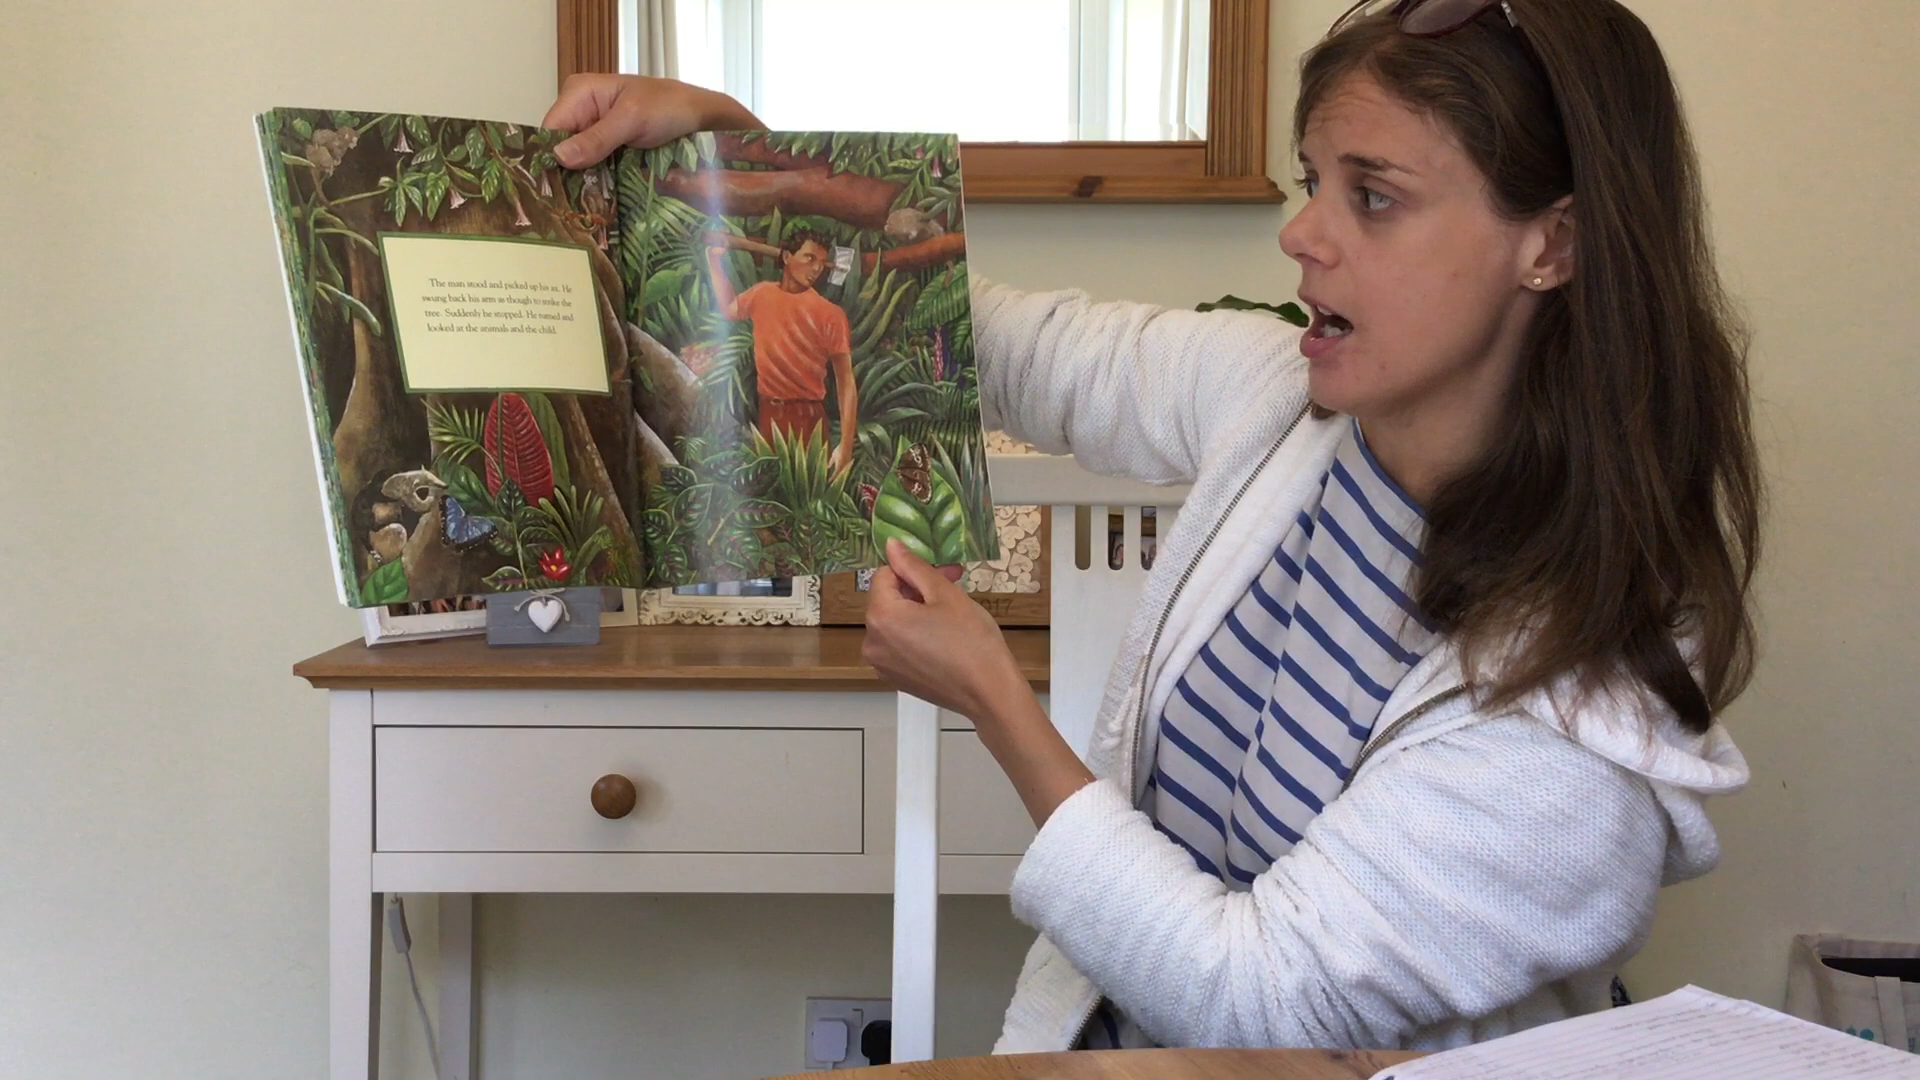 The man stood and picked up his ax. He
swung back his arm as though to strike the
tree. Suddenly he stopped. He turned and
looked at the animals and the child.
2017